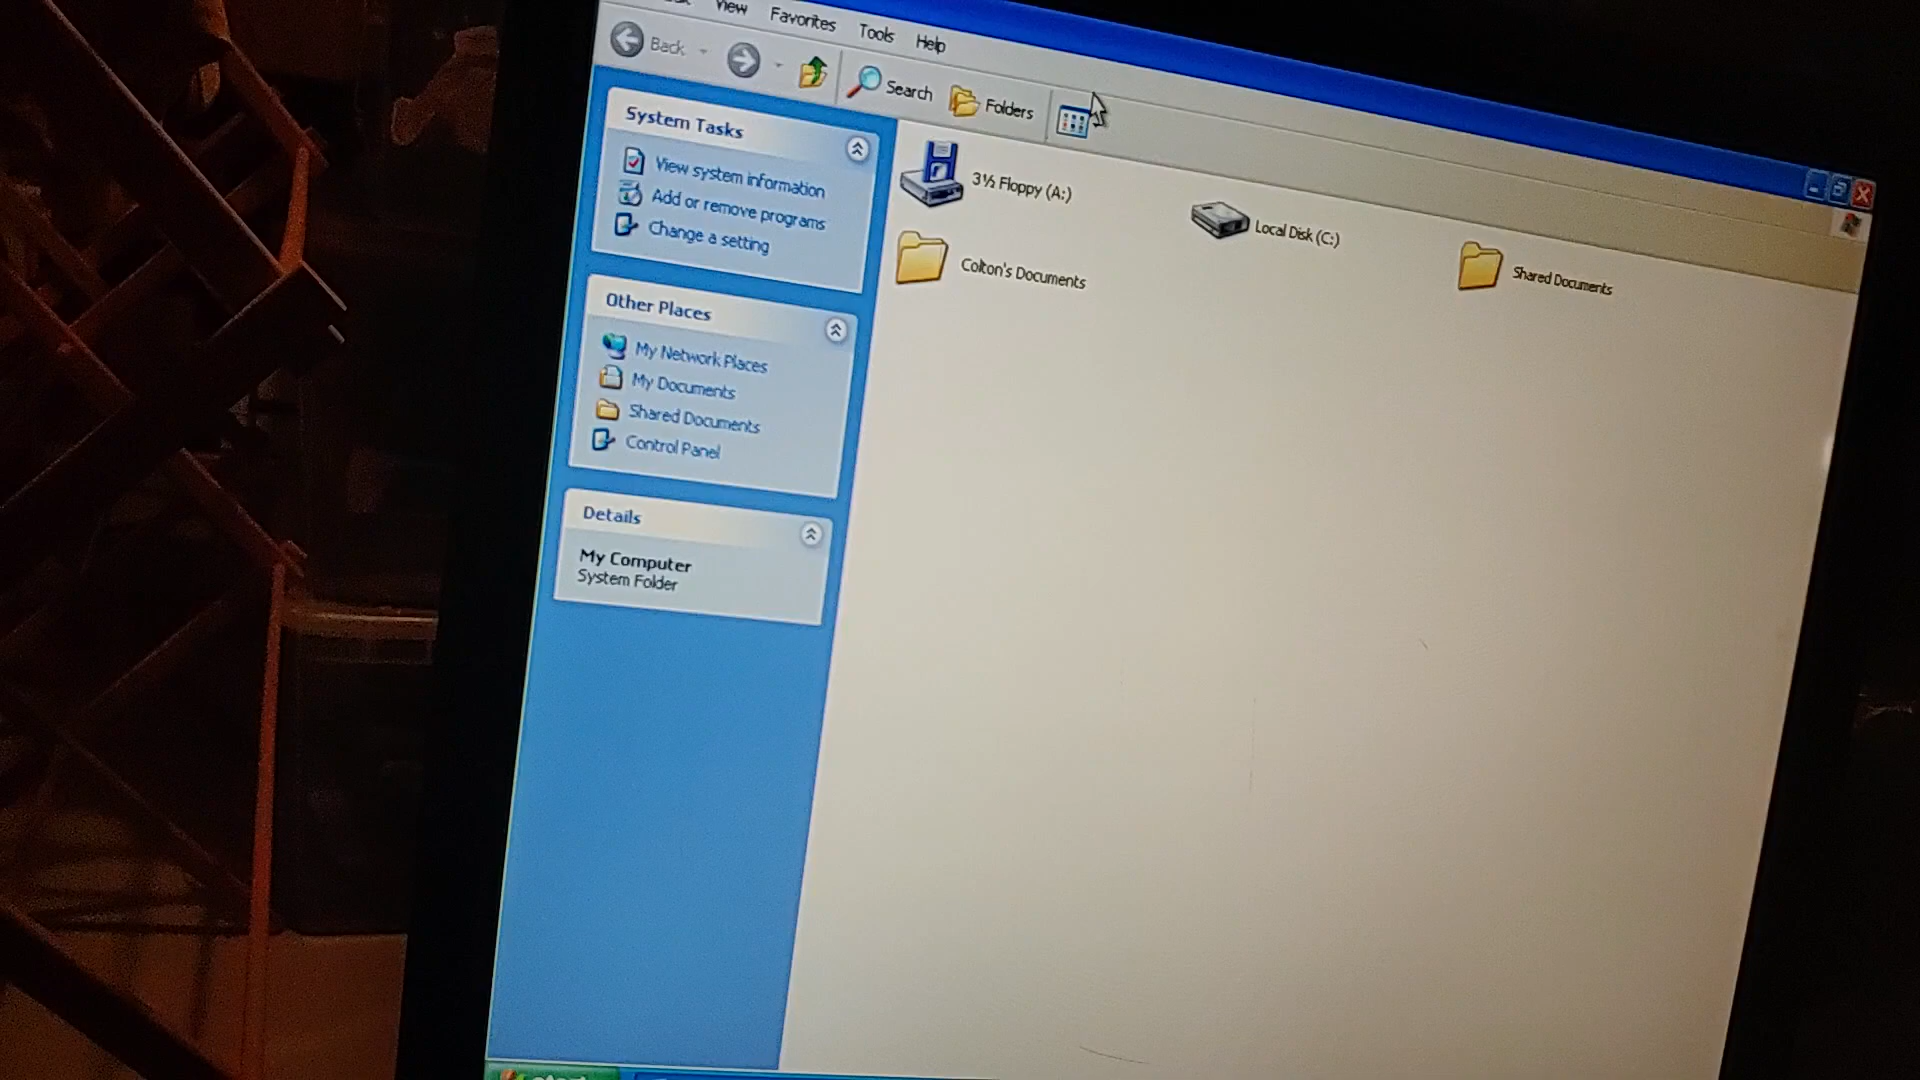 View Favorites Tools Help
Back Search Folders
System Tasks
View system information
Add or remove programs
Change a setting
Other Places
My Network Places
My Documents
Shared Documents
Control Panel
Details
My Computer
System Folder
3½ Floppy (A:)
Local Disk (C:)
Shared Documents
Colton's Documents